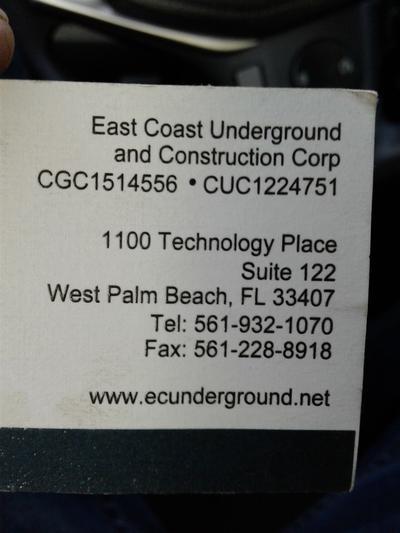 East Coast Underground
and Construction Corp
CGC1514556 • CUC1224751
1100 Technology Place
Suite 122
West Palm Beach, FL 33407
Tel: 561-932-1070
Fax: 561-228-8918
www.ecunderground.net